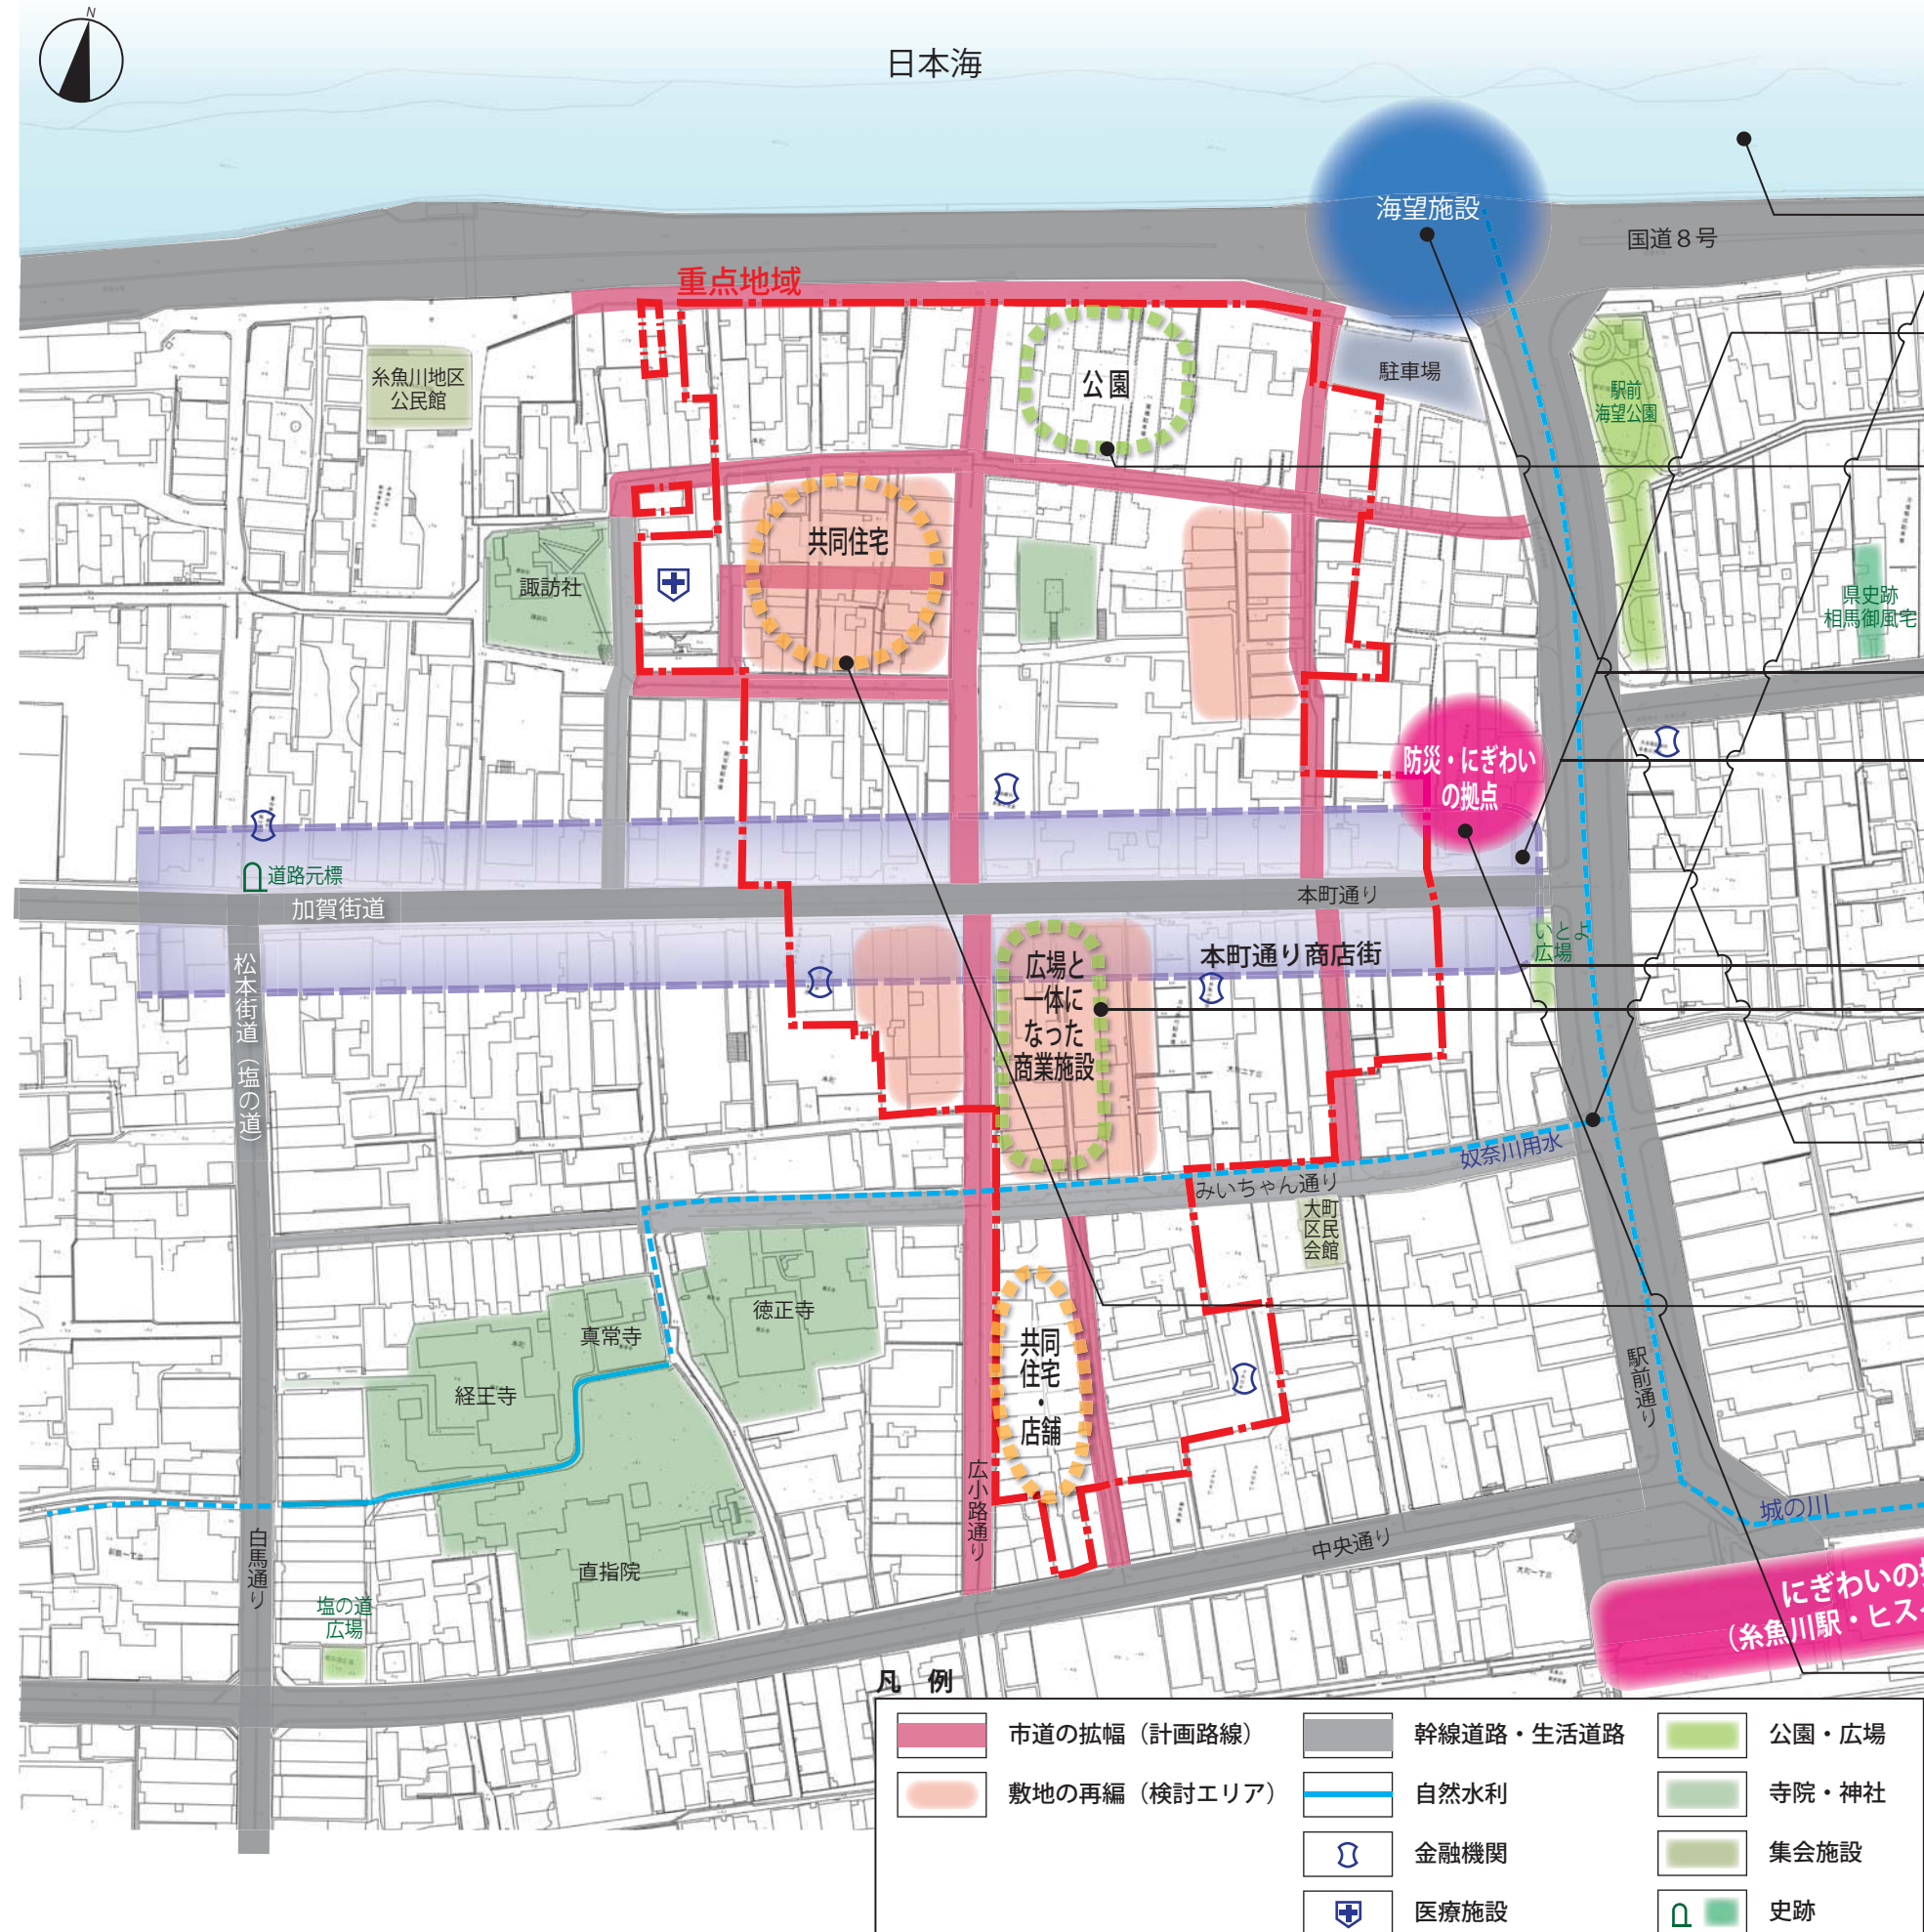 N
日本海
海望施設
国道８号
重点地域
糸魚川地区
公民館
公園
駐車場
駅前
海望公園
共同住宅
諏訪社
県史跡
相馬御風宅
防災・にぎわい
の拠点
道路元標
加賀街道
本町通り
本町通り商店街
いとよ
広場
松本街道（塩の道）
広場と
一体に
なった
商業施設
奴奈川用水
みいちゃん通り
大町
区民
会館
徳正寺
真常寺
経王寺
共同
住宅
・
店舗
駅前通り
広小路通り
中央通り
城の川
白馬通り
直指院
塩の道
広場
にぎわいの
（糸魚川駅・ヒス
凡 例
市道の拡幅（計画路線）
幹線道路・生活道路
公園・広場
敷地の再編（検討エリア）
自然水利
寺院・神社
金融機関
集会施設
医療施設
史跡